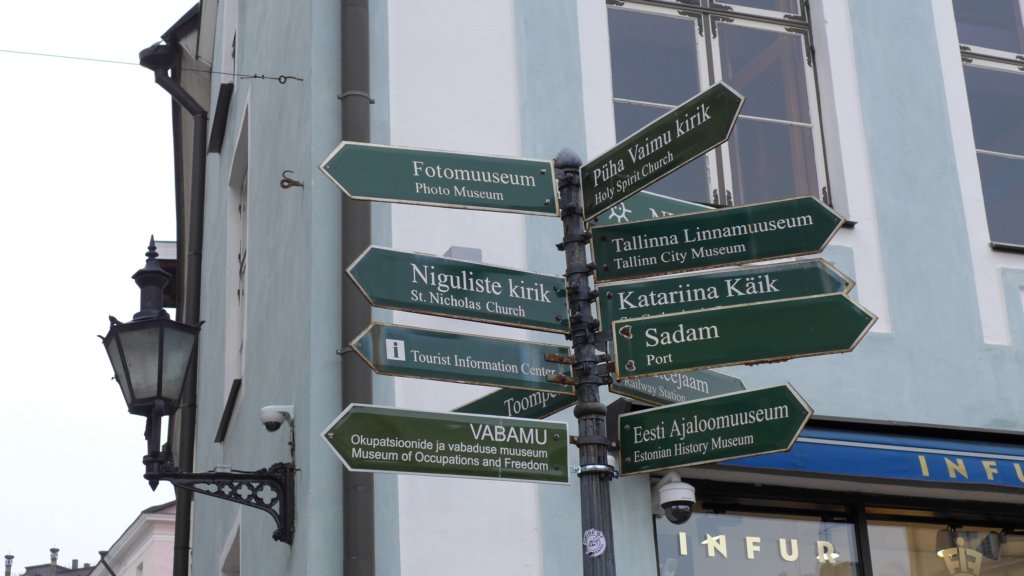 Fotomuuseum
Photo Museum
Püha Vaimu kirik
Holy Spirit Church
Tallinna Linnamuuseum
Tallinn City Museum
Niguliste kirik
St. Nicholas Church
Katariina Käik
Sadam
Port
i
Tourist Information Center
Railway Station
VABAMU
Okupatsioonide ja vabaduse muuseum
Museum of Occupations and Freedom
Eesti Ajaloomuuseum
Estonian History Museum
INFU
INFUR